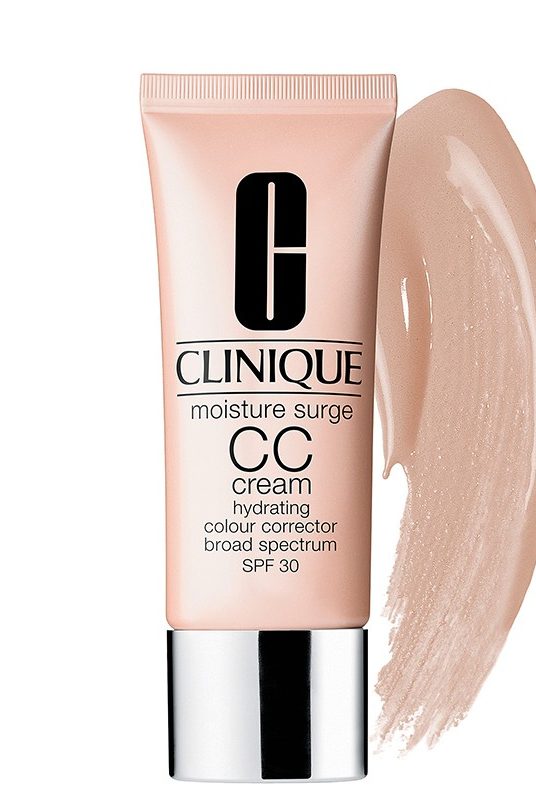 C
CLINIQUE
moisture surge
CC
cream
hydrating
colour corrector
broad spectrum
SPF 30